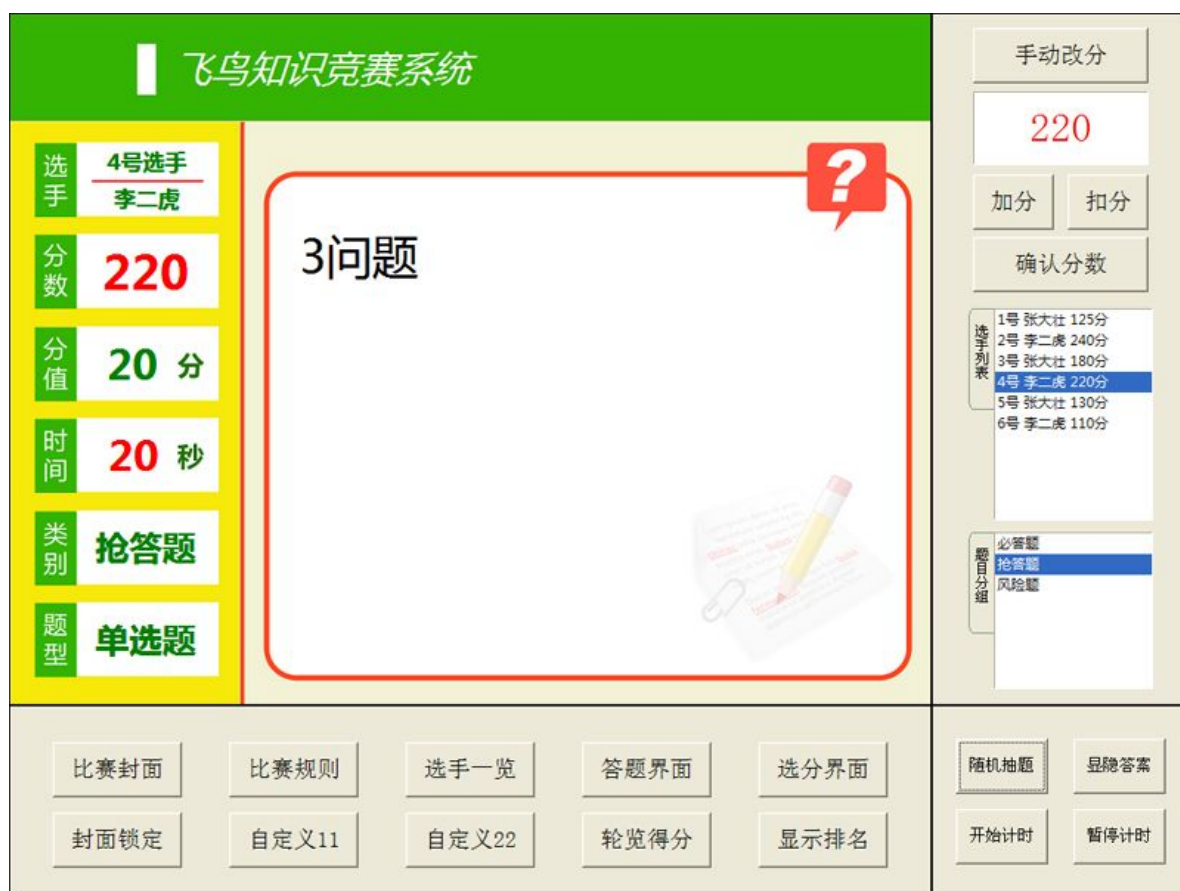 飞鸟知识竞赛系统
选手
4号选手
李二虎
分数
220
分值
20 分
时间
20 秒
类别
抢答题
题型
单选题
?
3问题
手动改分
220
加分
扣分
确认分数
选手列表
1号 张大壮 125分
2号 李二虎 240分
3号 张大壮 180分
4号 李二虎 220分
5号 张大壮 130分
6号 李二虎 110分
题目分组
必答题
抢答题
风险题
比赛封面
比赛规则
选手一览
答题界面
选分界面
封面锁定
自定义11
自定义22
轮览得分
显示排名
随机抽题
显隐答案
开始计时
暂停计时